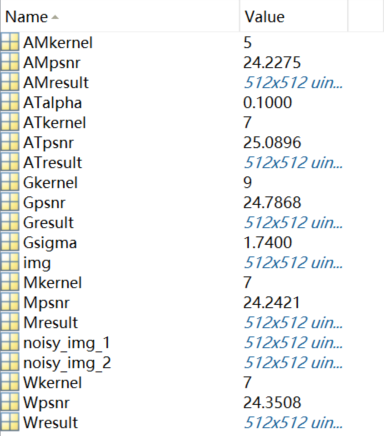 Name Value
AMkernel 5
AMpsnr 24.2275
AMresult 512x512 uin...
ATalpha 0.1000
ATkernel 7
ATpsnr 25.0896
ATresult 512x512 uin...
Gkernel 9
Gpsnr 24.7868
Gresult 512x512 uin...
Gsigma 1.7400
img 512x512 uin...
Mkernel 7
Mpsnr 24.2421
Mresult 512x512 uin...
noisy_img_1 512x512 uin...
noisy_img_2 512x512 uin...
Wkernel 7
Wpsnr 24.3508
Wresult 512x512 uin...